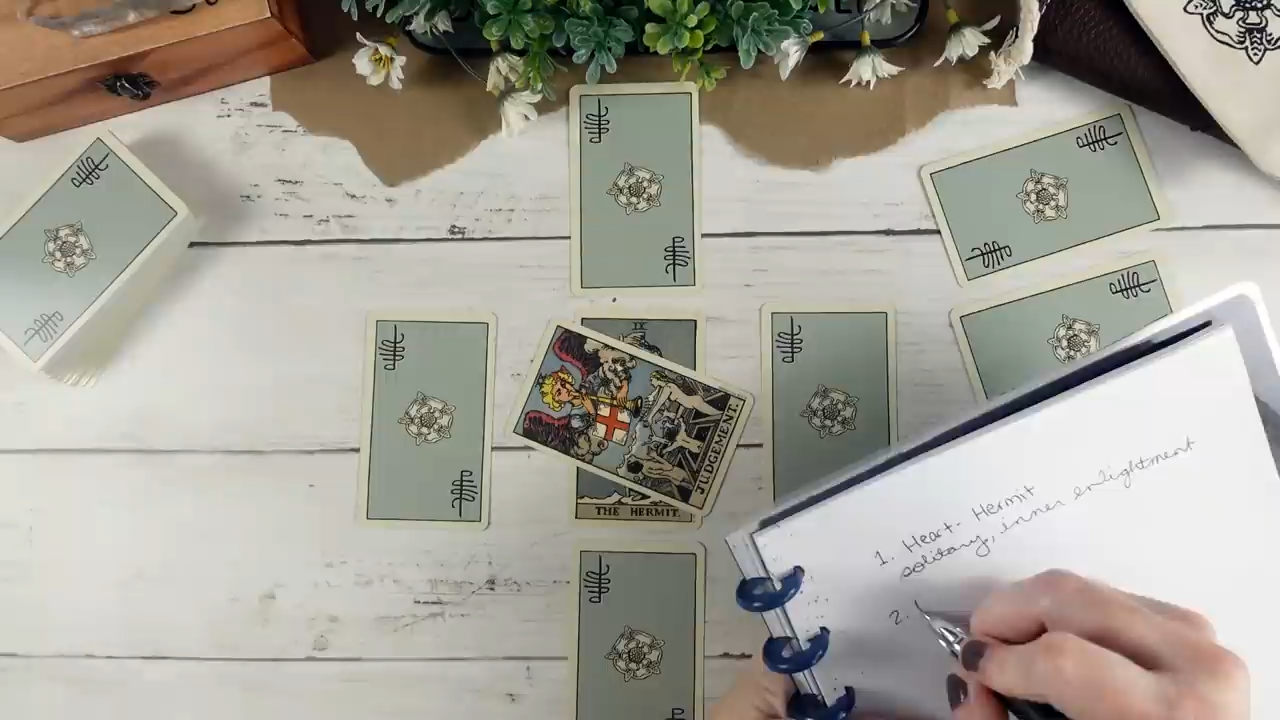 IX
JUDGEMENT.
THE HERMIT.
1. Heart- Hermit
solitary, inner enlightment
2.